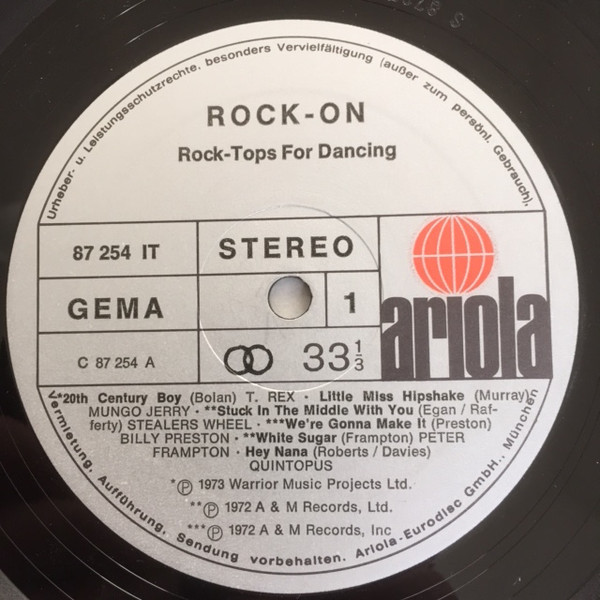 Urheber- u. Leistungsschutzrechte, besonders Vervielfältigung (außer zum persönl. Gebrauch),
ROCK-ON
Rock-Tops For Dancing
87 254 IT
STEREO
GEMA
1
ariola
C 87 254 A
33 1/3
*20th Century Boy (Bolan) T. REX · Little Miss Hipshake (Murray)
MUNGO JERRY · **Stuck In The Middle With You (Egan / Raf-
ferty) STEALERS WHEEL · ***We're Gonna Make It (Preston)
BILLY PRESTON · **White Sugar (Frampton) PETER
FRAMPTON · Hey Nana (Roberts / Davies)
QUINTOPUS
*Ⓟ 1973 Warrior Music Projects Ltd.
**Ⓟ 1972 A & M Records, Ltd.
***Ⓟ 1972 A & M Records, Inc
Vermietung, Aufführung, Sendung vorbehalten. Ariola-Eurodisc GmbH., München